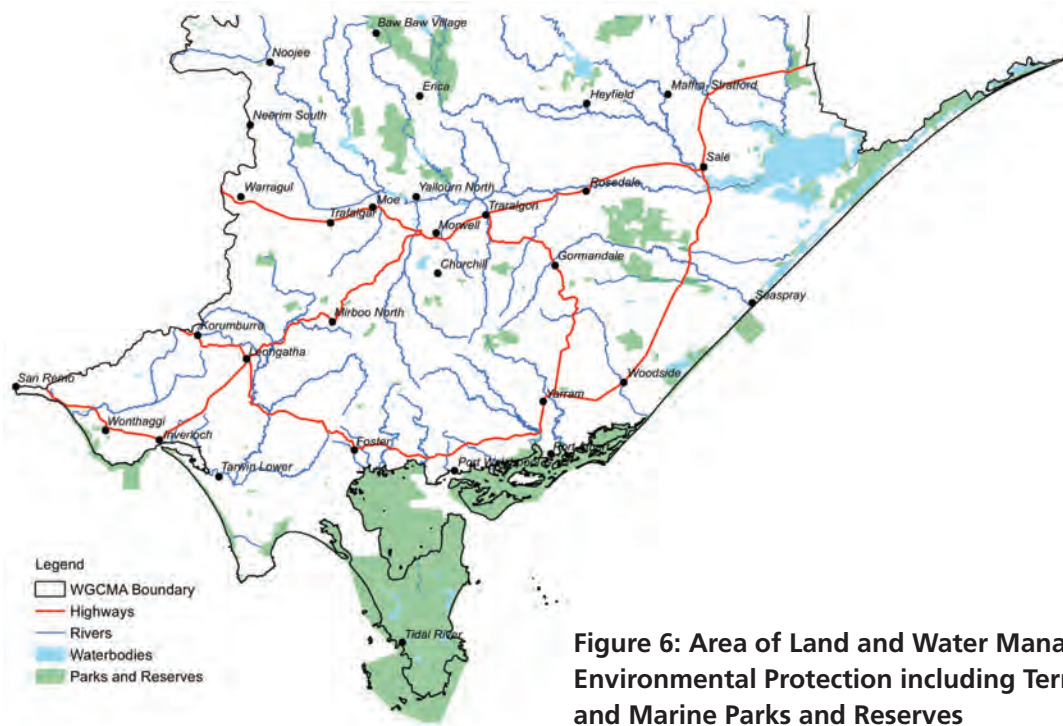 Baw Baw Village
Noojee
Erica
Heyfield
Maffra-Stratford
Neerim South
Sale
Warragul
Yallourn North
Rosedale
Moe
Trafalgar
Traralgon
Morwell
Churchill
Gormandale
Seaspray
Mirboo North
Korumburra
Leongatha
San Remo
Woodside
Yarram
Wonthaggi
Inverloch
Foster
Port
Port
Tarwin Lower
Tidal River
Legend
WGCMA Boundary
Highways
Rivers
Waterbodies
Parks and Reserves
Figure 6: Area of Land and Water Mana
Environmental Protection including Terr
and Marine Parks and Reserves